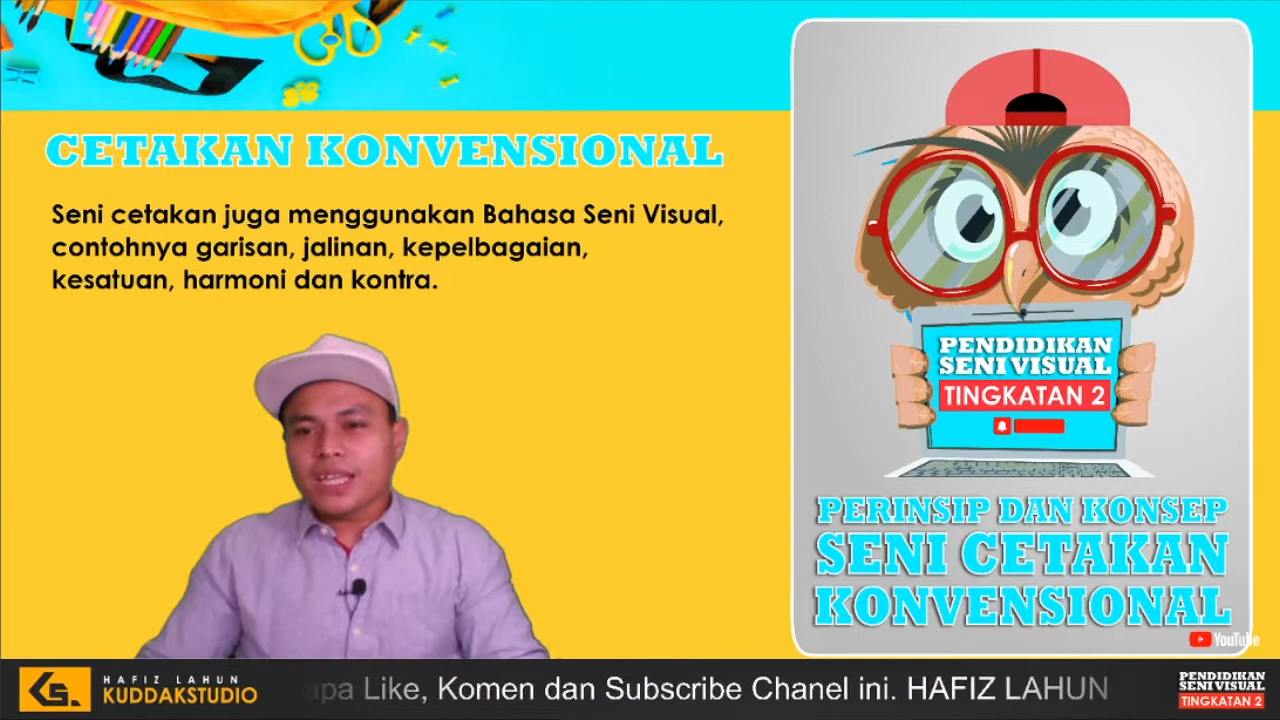 CETAKAN KONVENSIONAL
Seni cetakan juga menggunakan Bahasa Seni Visual,
contohnya garisan, jalinan, kepelbagaian,
kesatuan, harmoni dan kontra.
PENDIDIKAN
SENI VISUAL
TINGKATAN 2
PERINSIP DAN KONSEP
SENI CETAKAN
KONVENSIONAL
YouTube
HAFIZ LAHUN
KUDDAKSTUDIO
apa Like, Komen dan Subscribe Chanel ini. HAFIZ LAHUN
PENDIDIKAN
SENI VISUAL
TINGKATAN 2